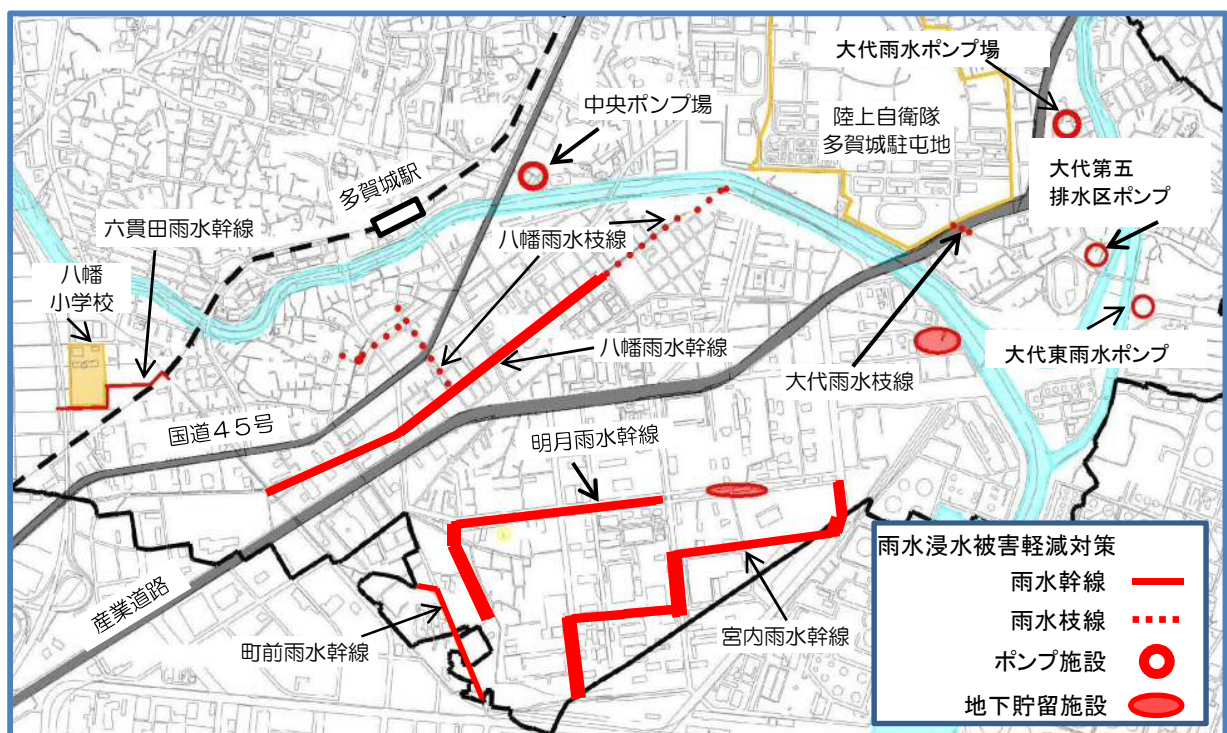 大代雨水ポンプ場
中央ポンプ場
陸上自衛隊
多賀城駐屯地
大代第五
排水区ポンプ
多賀城駅
六貫田雨水幹線
八幡雨水枝線
八幡
小学校
八幡雨水幹線
大代東雨水ポンプ
大代雨水枝線
国道45号
明月雨水幹線
産業道路
町前雨水幹線
宮内雨水幹線
雨水浸水被害軽減対策
雨水幹線
雨水枝線
ポンプ施設
地下貯留施設